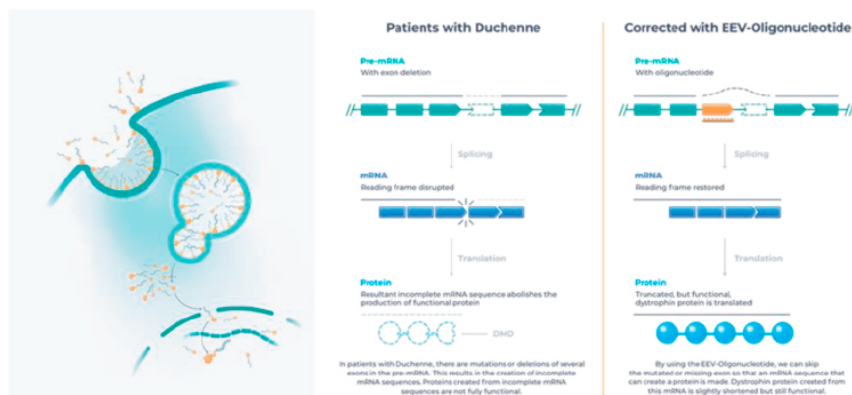 Patients with Duchenne
Pre-mRNA
With exon deletion
Splicing
mRNA
Reading frame disrupted
Translation
Protein
Resultant incomplete mRNA sequence abolishes the
production of functional protein
DMD
In patients with Duchenne, there are mutations or deletions of several
exons in the pre-mRNA. This results in the creation of incomplete
mRNA sequences. Proteins created from incomplete mRNA
sequences are not fully functional.
Corrected with EEV-Oligonucleotide
Pre-mRNA
With oligonucleotide
Splicing
mRNA
Reading frame restored
Translation
Protein
Truncated, but functional,
dystrophin protein is translated
By using the EEV-Oligonucleotide, we can skip
the mutated or missing exon so that an mRNA sequence that
can create a protein is made. Dystrophin protein created from
this mRNA is slightly shortened but still functional.